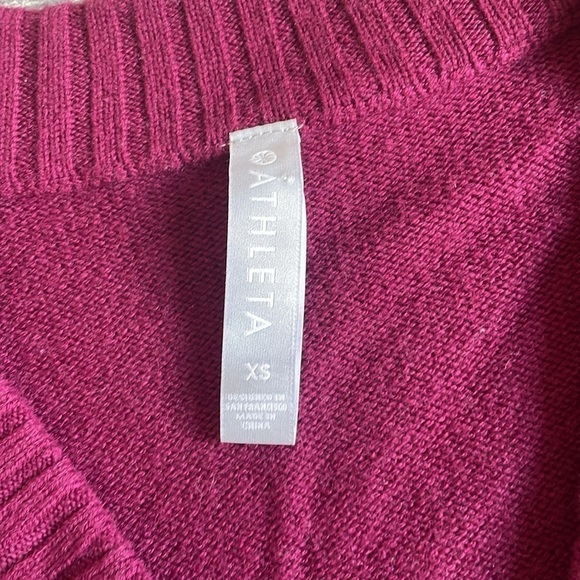 ATHLETA
XS
DESIGNED IN
SAN FRANCISCO
MADE IN
CHINA